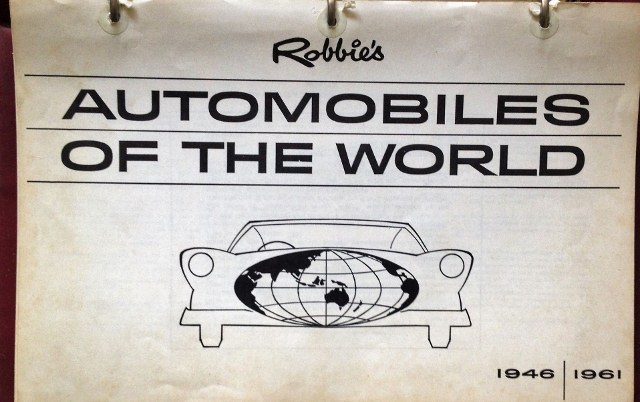 Robbie's
AUTOMOBILES
OF THE WORLD
1946 | 1961